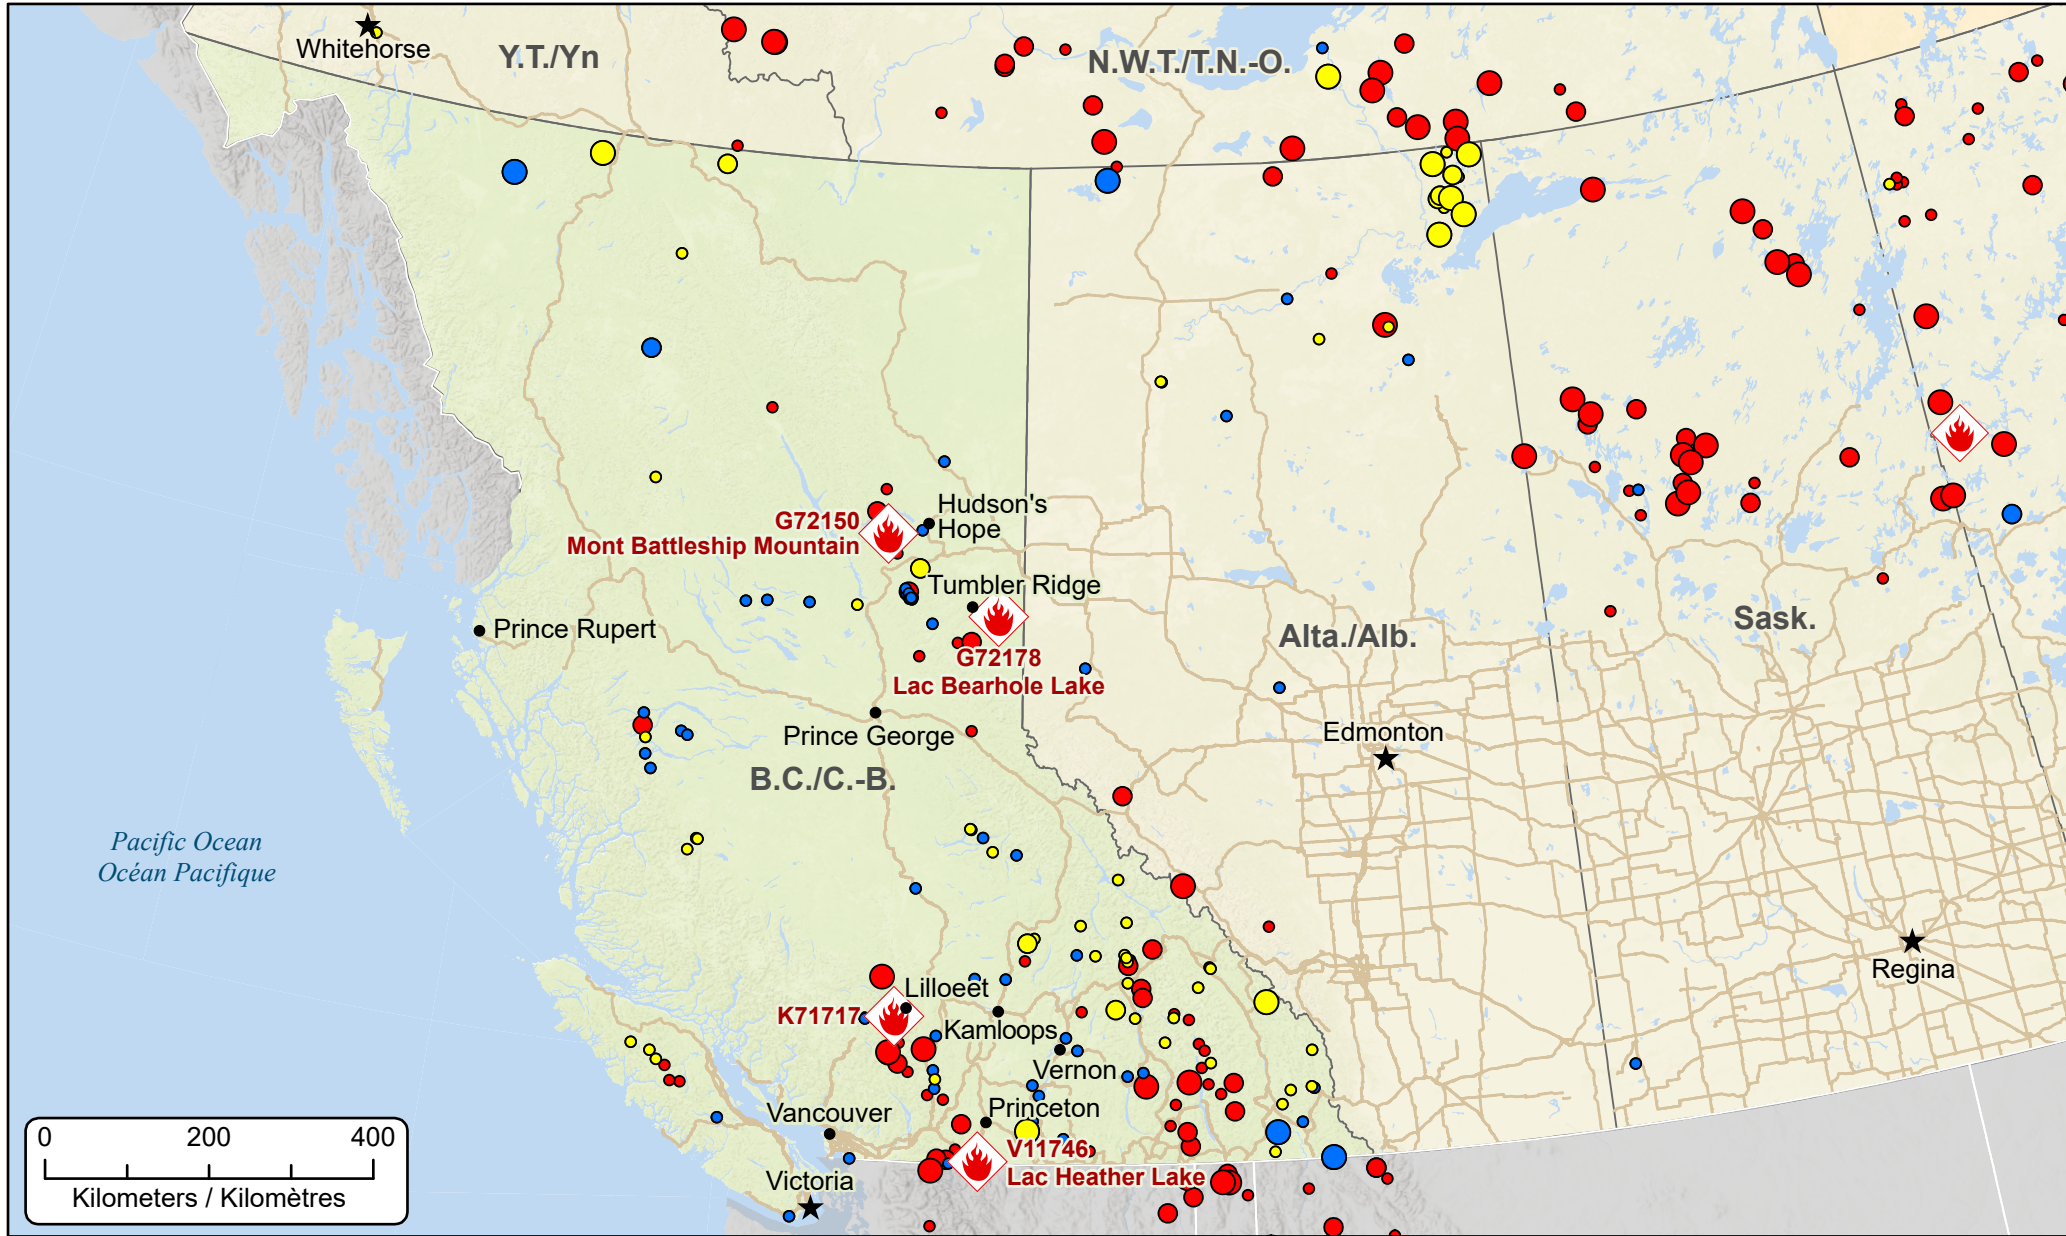 Whitehorse
Y.T./Yn
N.W.T./T.N.-O.
Hudson's
Hope
G72150
Mont Battleship Mountain
Tumbler Ridge
Prince Rupert
G72178
Lac Bearhole Lake
Alta./Alb.
Sask.
Prince George
Edmonton
B.C./C.-B.
Pacific Ocean
Océan Pacifique
Regina
Lillooet
K71717
Kamloops
Vernon
Vancouver
Princeton
V11746
Lac Heather Lake
Victoria
0 200 400
Kilometers / Kilomètres